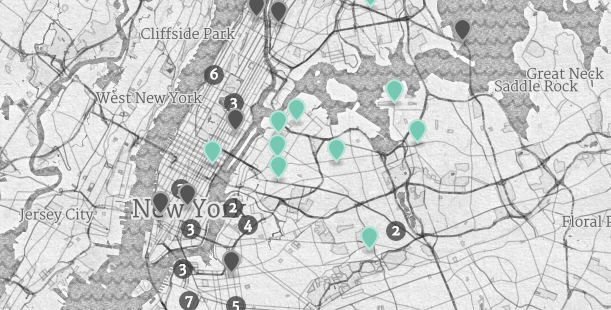 Cliffside Park
6
Great Neck
Saddle Rock
West New York
3
Jersey City
New Yor
2
4
3
2
Floral
3
7
5